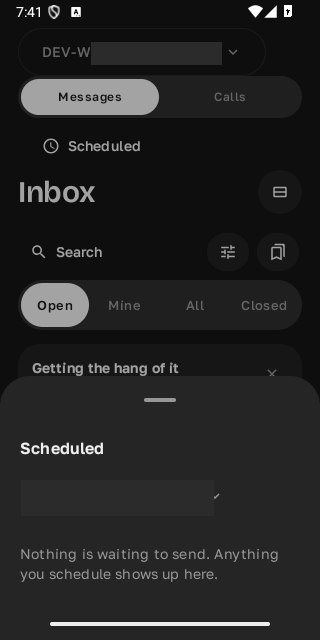 7:41
DEV-W
Messages Calls
Scheduled
Inbox
Search
Open Mine All Closed
Getting the hang of it
Scheduled
Nothing is waiting to send. Anything
you schedule shows up here.